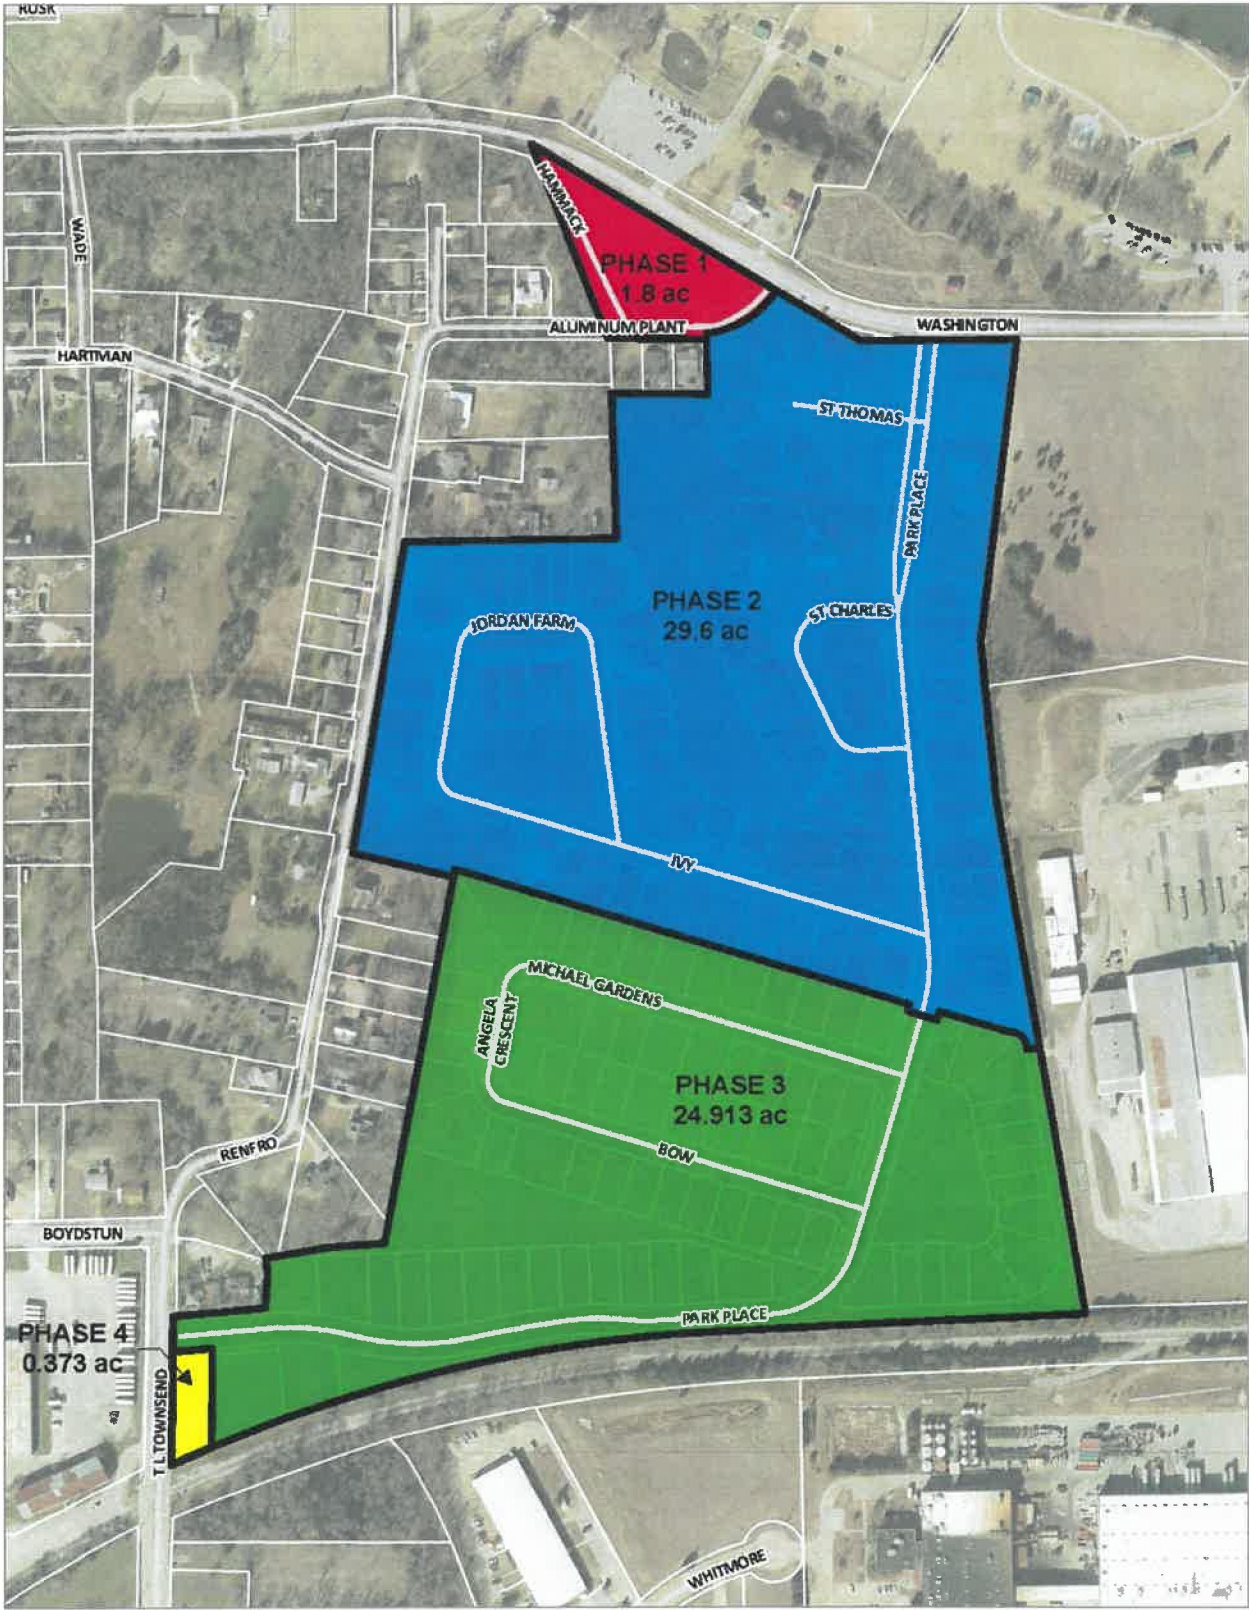 RUSK
HAMMACK
WADE
PHASE 1
1.8 ac
ALUMINUM PLANT
WASHINGTON
HARTMAN
ST THOMAS
PARK PLACE
PHASE 2
29.6 ac
ST CHARLES
JORDAN FARM
IVY
MICHAEL GARDENS
ANGELA
CRESCENT
PHASE 3
24.913 ac
RENFRO
BOW
BOYDSTUN
PARK PLACE
PHASE 4
0.373 ac
T L TOWNSEND
WHITMORE